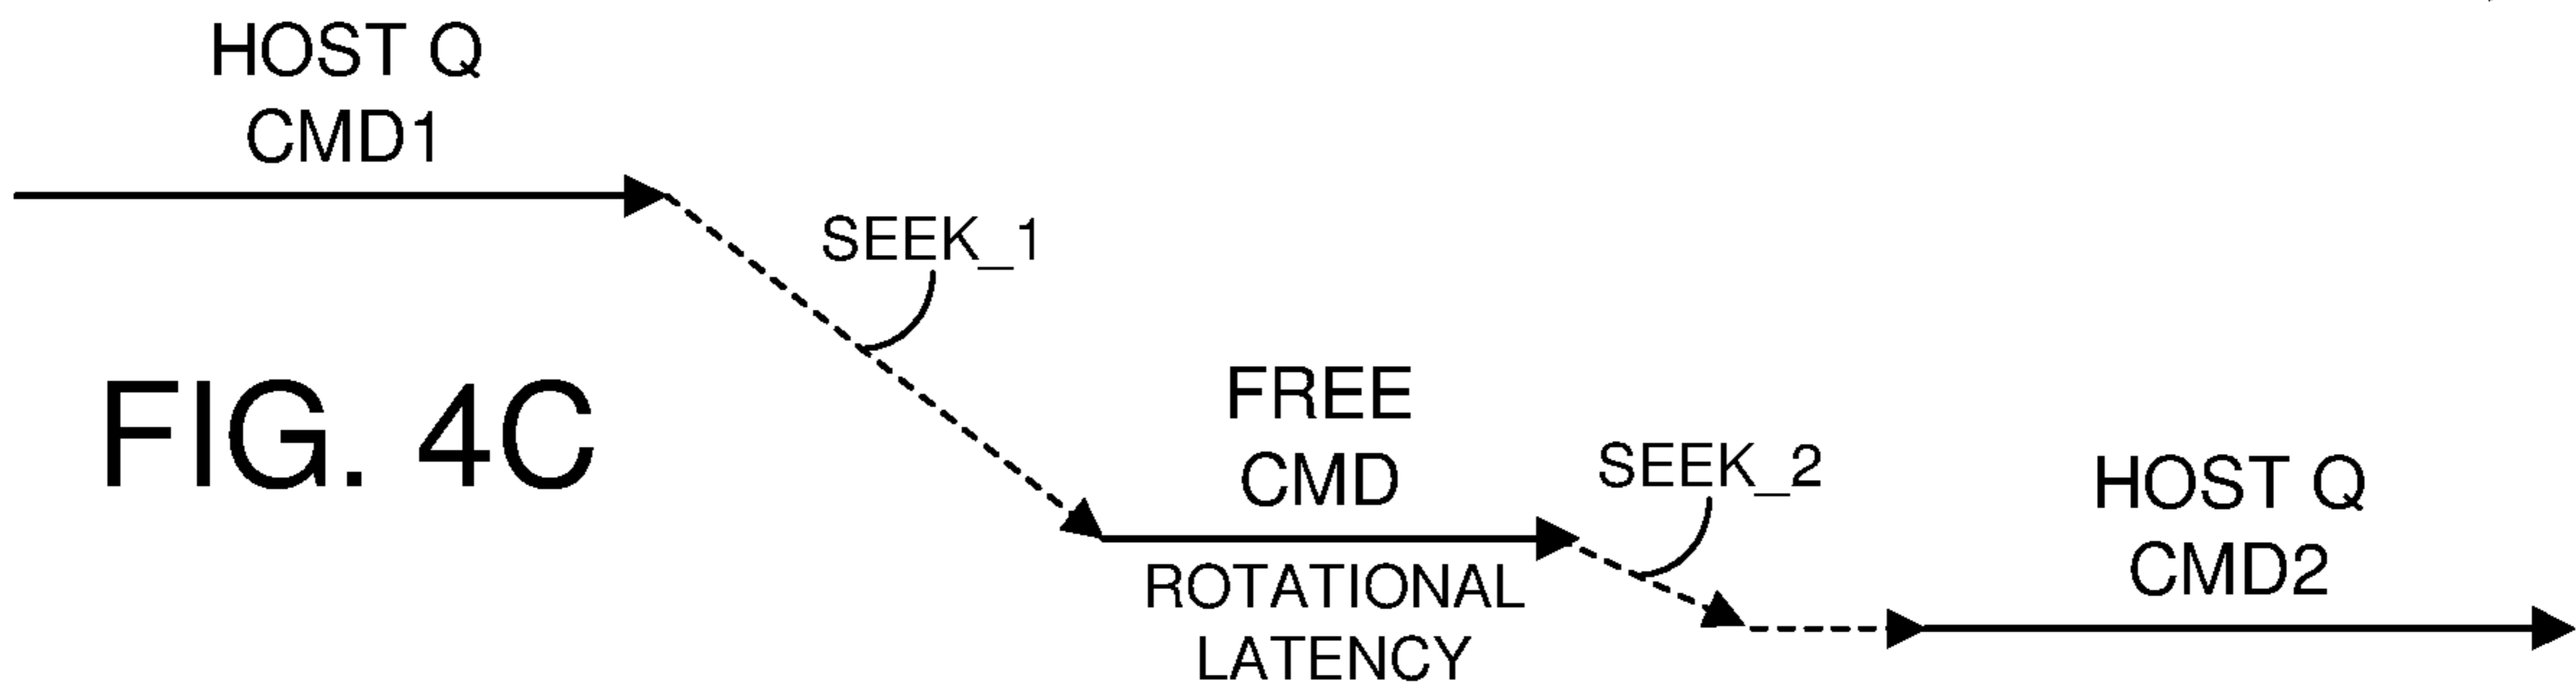 HOST Q
CMD1
SEEK_1
FIG. 4C
FREE
CMD
ROTATIONAL
LATENCY
SEEK_2
HOST Q
CMD2